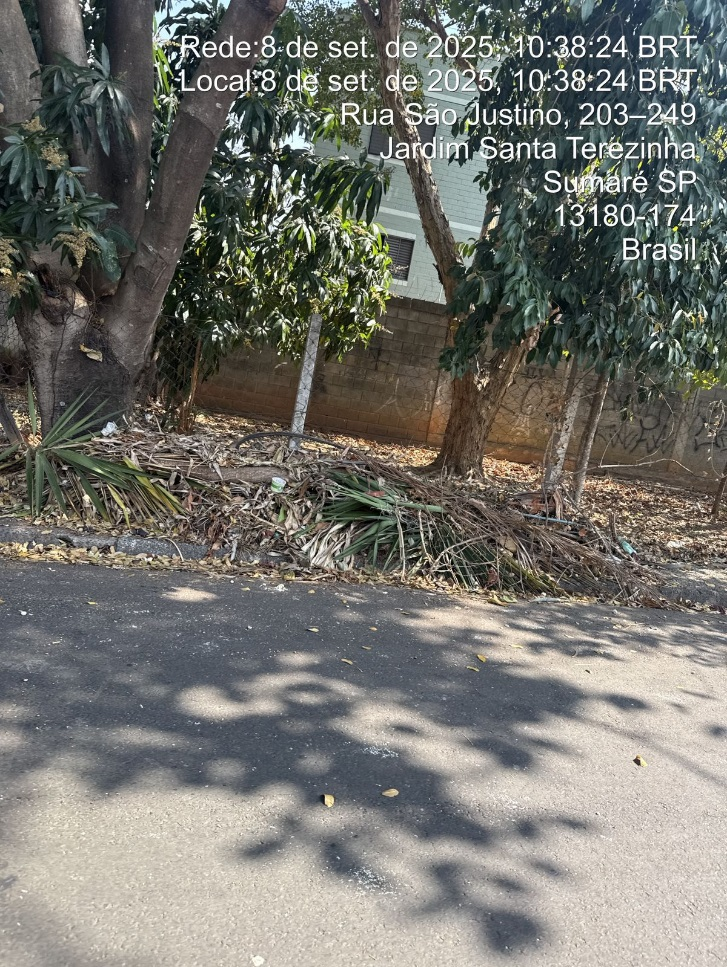 Rede:8 de set. de 2025, 10:38:24 BRT
Local:8 de set. de 2025, 10:38:24 BRT
Rua São Justino, 203–249
Jardim Santa Terezinha
Sumaré SP
13180-174
Brasil